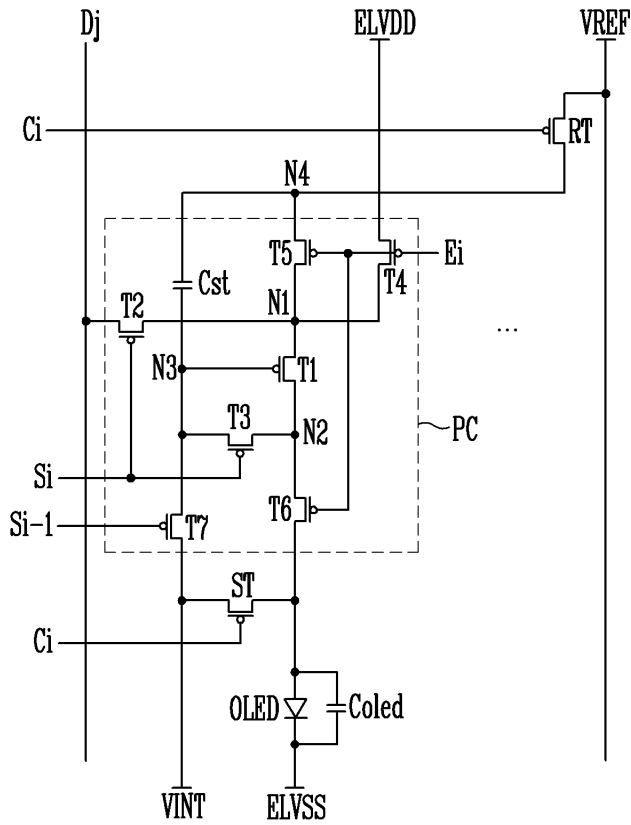 Dj ELVDD VREF
Ci RT
N4
T5 Ei
T4
Cst
T2 N1
...
N3 T1
T3 N2 PC
Si
T6
Si-1 T7
ST
Ci
OLED Coled
VINT ELVSS